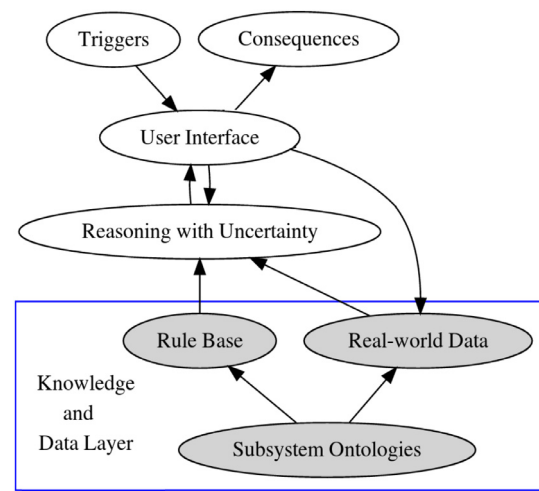 Triggers
Consequences
User Interface
Reasoning with Uncertainty
Rule Base
Real-world Data
Knowledge
and
Data Layer
Subsystem Ontologies